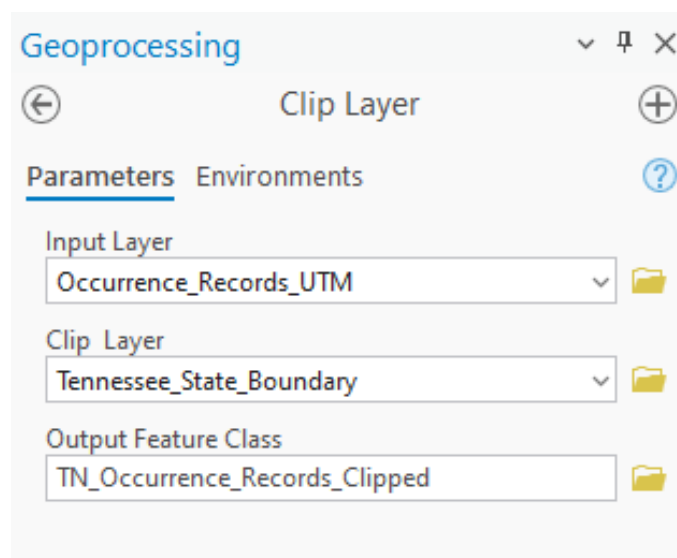 Geoprocessing
Clip Layer
Parameters Environments
Input Layer
Occurrence_Records_UTM
Clip Layer
Tennessee_State_Boundary
Output Feature Class
TN_Occurrence_Records_Clipped